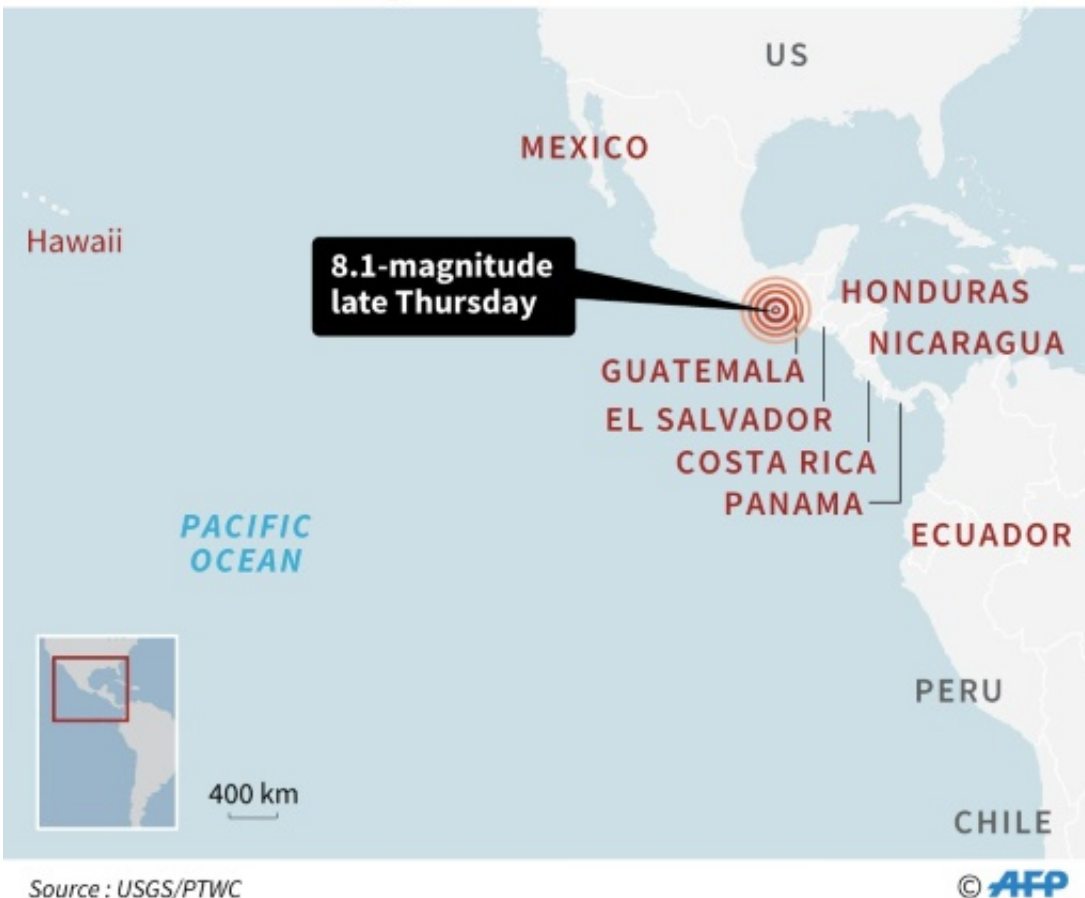 US
MEXICO
Hawaii
8.1-magnitude
late Thursday
HONDURAS
NICARAGUA
GUATEMALA
EL SALVADOR
COSTA RICA
PANAMA
PACIFIC
OCEAN
ECUADOR
PERU
400 km
CHILE
Source : USGS/PTWC
© AFP